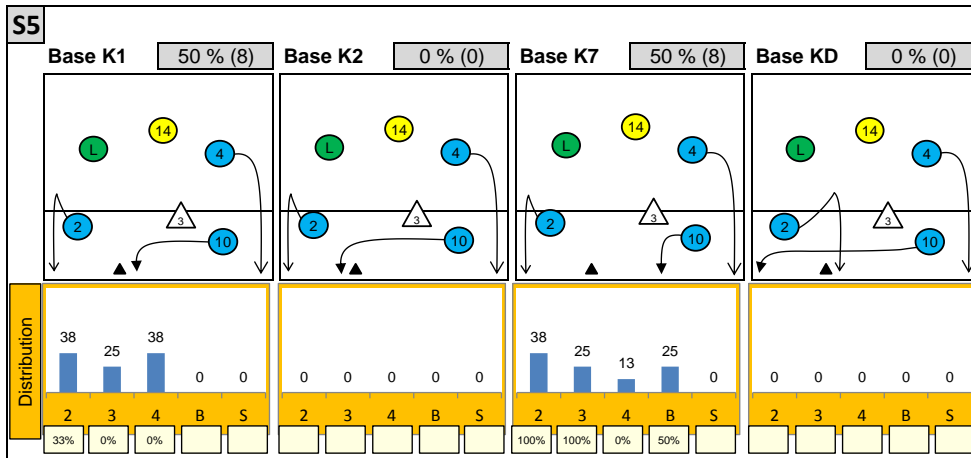 S5
Base K1 50 % (8) Base K2 0 % (0) Base K7 50 % (8) Base KD 0 % (0)
14 14 14 14
L 4 L 4 L 4 L 4
2 3 10 2 3 10 2 3 10 2 3 10
Distribution
38 25 38 0 0 0 0 0 0 0 38 25 13 25 0 0 0 0 0 0
2 3 4 B S 2 3 4 B S 2 3 4 B S 2 3 4 B S
33% 0% 0% 100% 100% 0% 50%